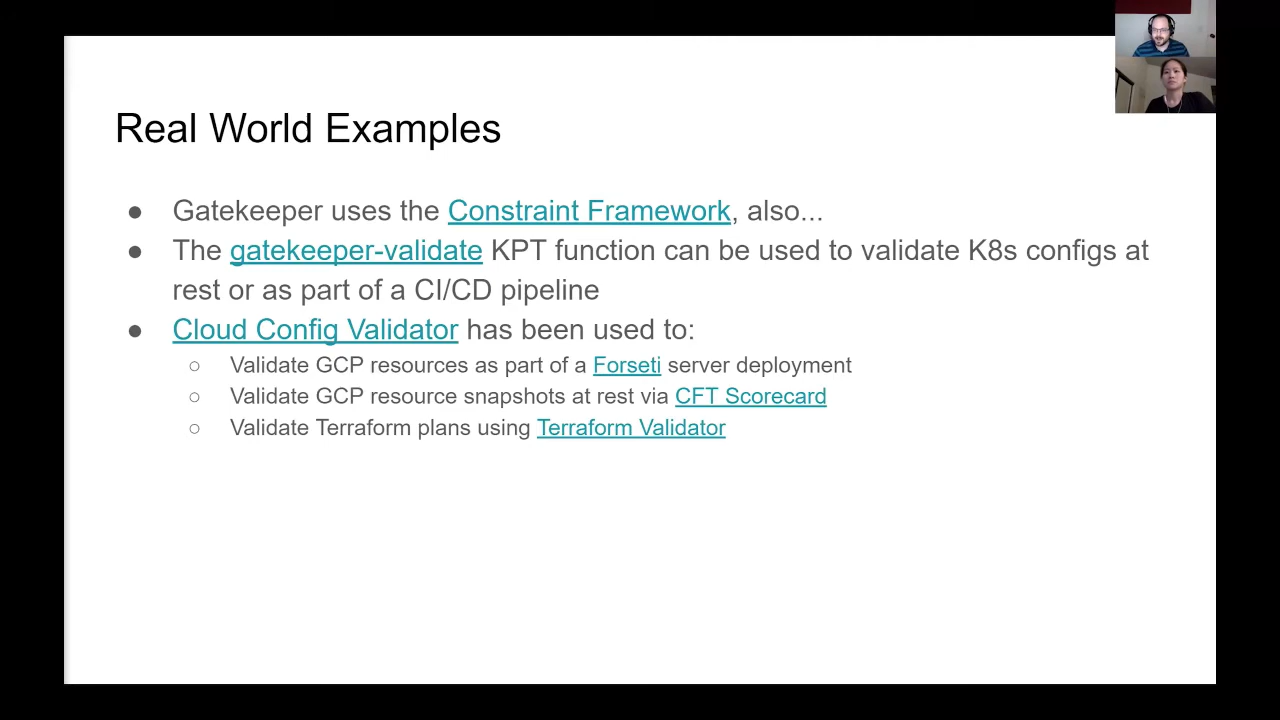 Real World Examples
● Gatekeeper uses the Constraint Framework, also...
● The gatekeeper-validate KPT function can be used to validate K8s configs at
rest or as part of a CI/CD pipeline
● Cloud Config Validator has been used to:
○ Validate GCP resources as part of a Forseti server deployment
○ Validate GCP resource snapshots at rest via CFT Scorecard
○ Validate Terraform plans using Terraform Validator